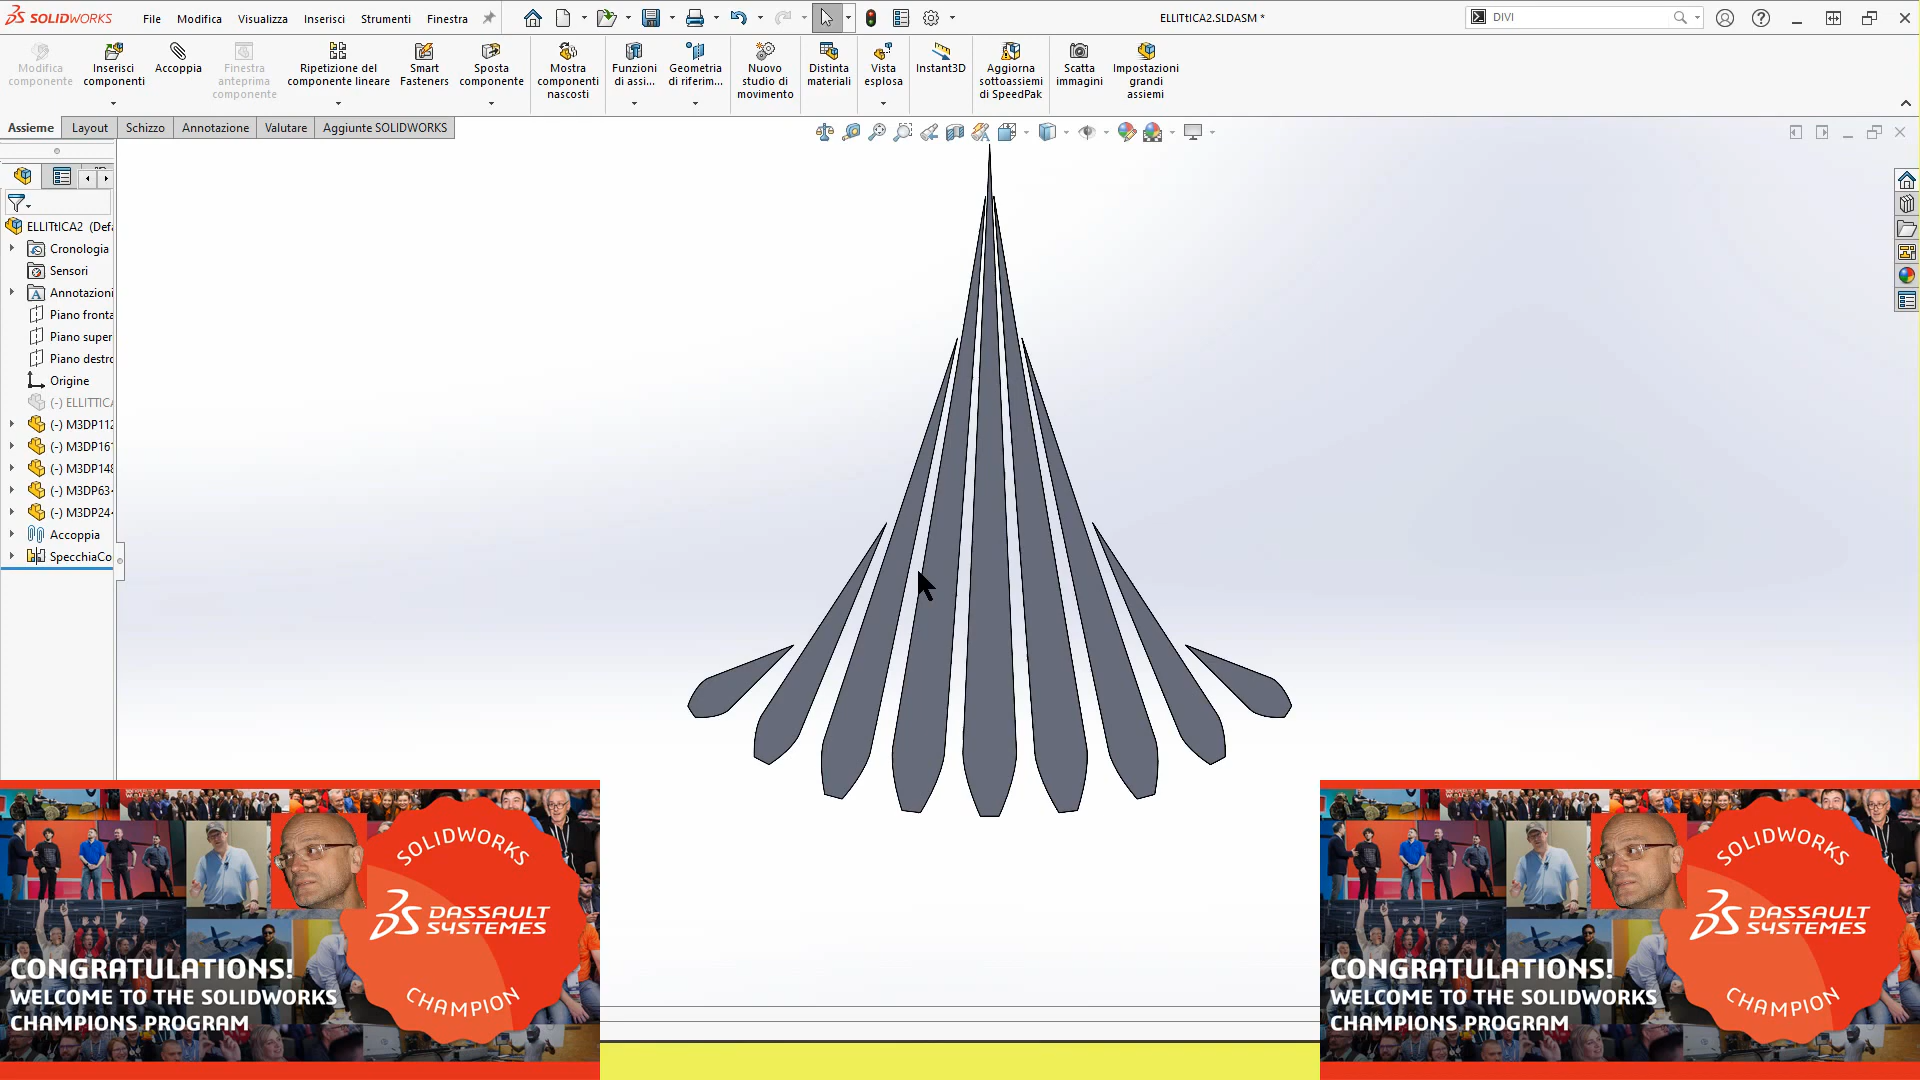 SOLIDWORKS
File
Modifica
Visualizza
Inserisci
Strumenti
Finestra
ELLITtICA2.SLDASM *
DIVI
Modifica
componente
Inserisci
componenti
Accoppia
Finestra
anteprima
componente
Ripetizione del
componente lineare
Smart
Fasteners
Sposta
componente
Mostra
componenti
nascosti
Funzioni
di assi...
Geometria
di riferim...
Nuovo
studio di
movimento
Distinta
materiali
Vista
esplosa
Instant3D
Aggiorna
sottoassiemi
di SpeedPak
Scatta
immagini
Impostazioni
grandi
assiemi
Assieme
Layout
Schizzo
Annotazione
Valutare
Aggiunte SOLIDWORKS
ELLITtICA2 (Def
Cronologia
Sensori
Annotazioni
Piano fronta
Piano super
Piano destro
Origine
(-) ELLITTICA
(-) M3DP112
(-) M3DP16
(-) M3DP148
(-) M3DP63
(-) M3DP24
Accoppia
SpecchiaCo
SOLIDWORKS
DASSAULT
SYSTEMES
CHAMPION
CONGRATULATIONS!
WELCOME TO THE SOLIDWORKS
CHAMPIONS PROGRAM
SOLIDWORKS
DASSAULT
SYSTEMES
CHAMPION
CONGRATULATIONS!
WELCOME TO THE SOLIDWORKS
CHAMPIONS PROGRAM